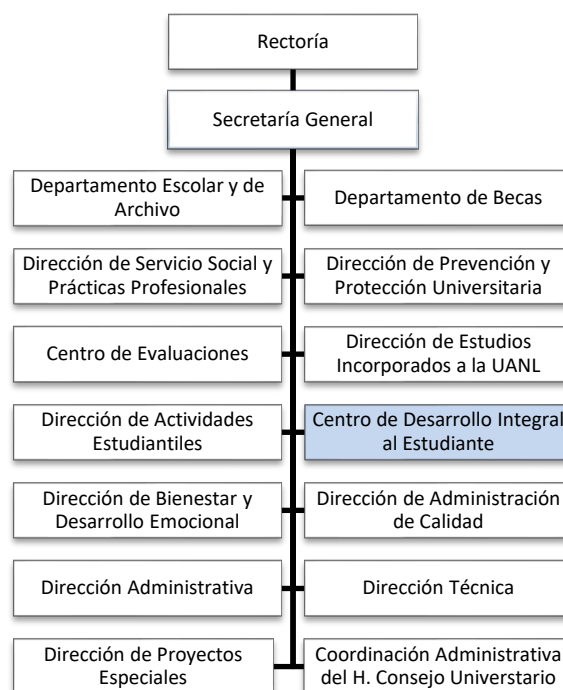 Rectoría
Secretaría General
Departamento Escolar y de
Archivo
Departamento de Becas
Dirección de Servicio Social y
Prácticas Profesionales
Dirección de Prevención y
Protección Universitaria
Centro de Evaluaciones
Dirección de Estudios
Incorporados a la UANL
Dirección de Actividades
Estudiantiles
Centro de Desarrollo Integral
al Estudiante
Dirección de Bienestar y
Desarrollo Emocional
Dirección de Administración
de Calidad
Dirección Administrativa
Dirección Técnica
Dirección de Proyectos
Especiales
Coordinación Administrativa
del H. Consejo Universtario